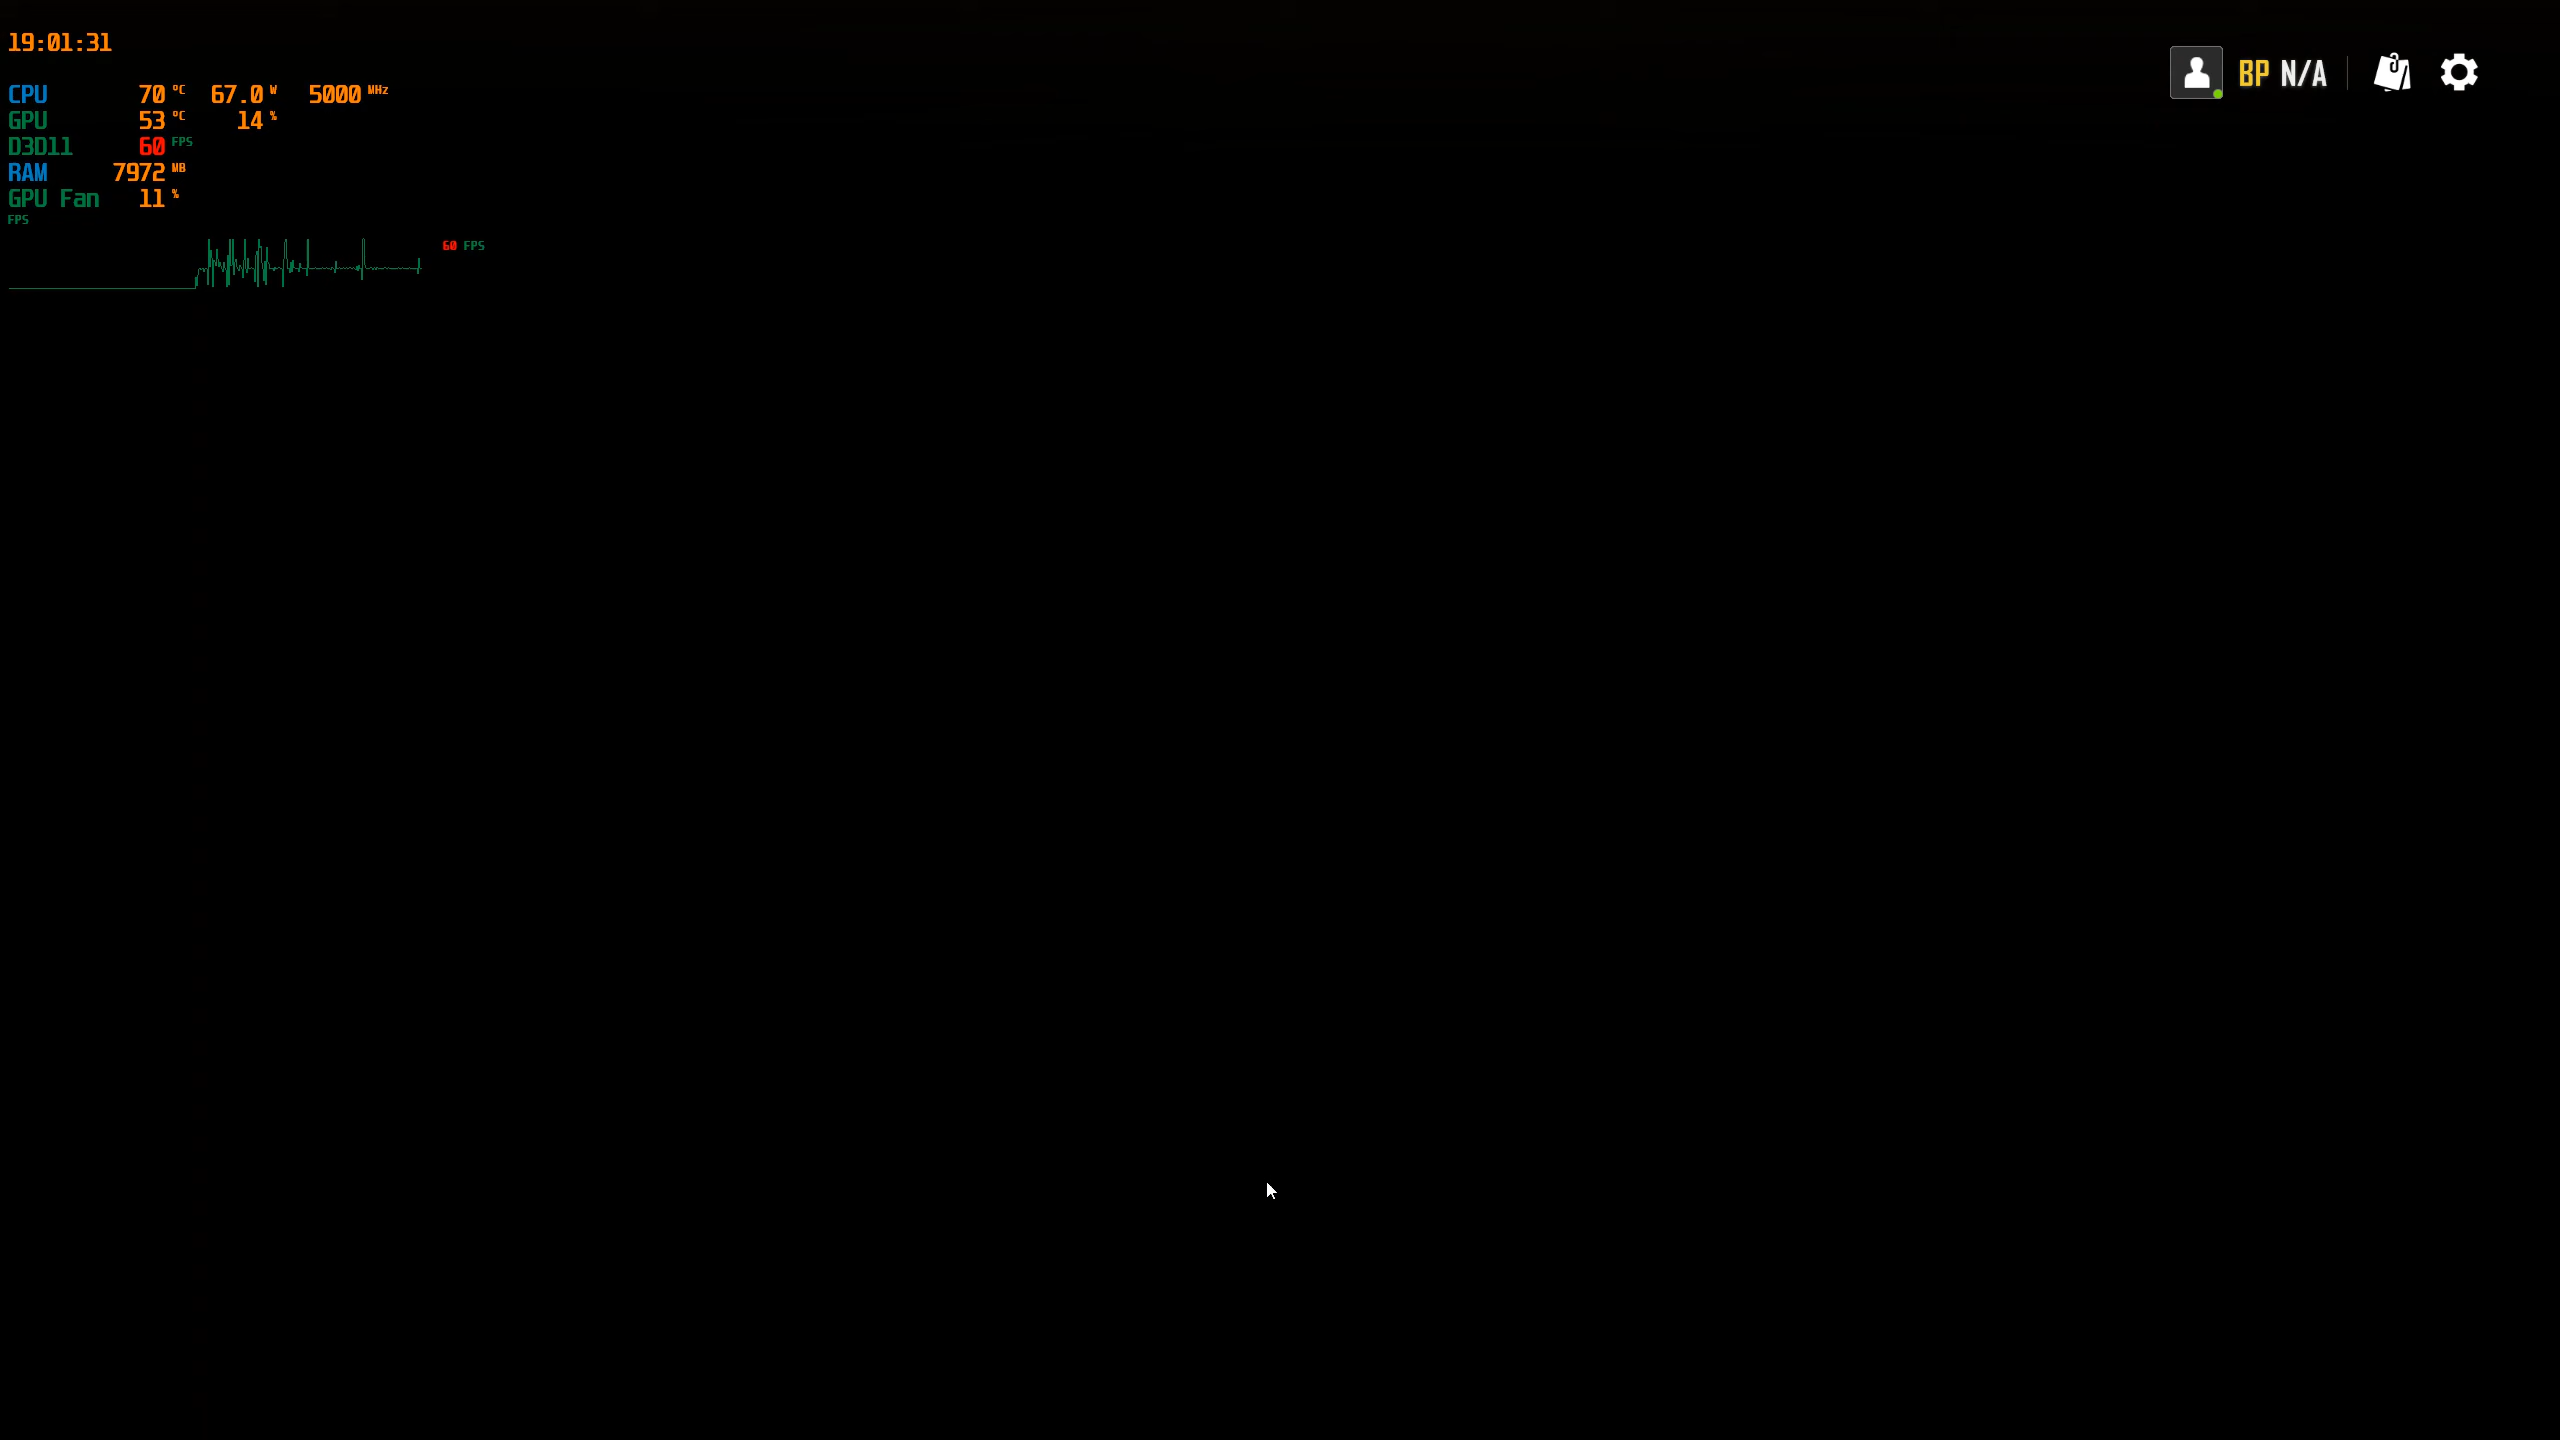 19:01:31
CPU 70 °C 67.0 W 5000 MHz
GPU 53 °C 14 %
D3D11 60 FPS
RAM 7972 MB
GPU Fan 11 %
FPS
60 FPS
BP N/A